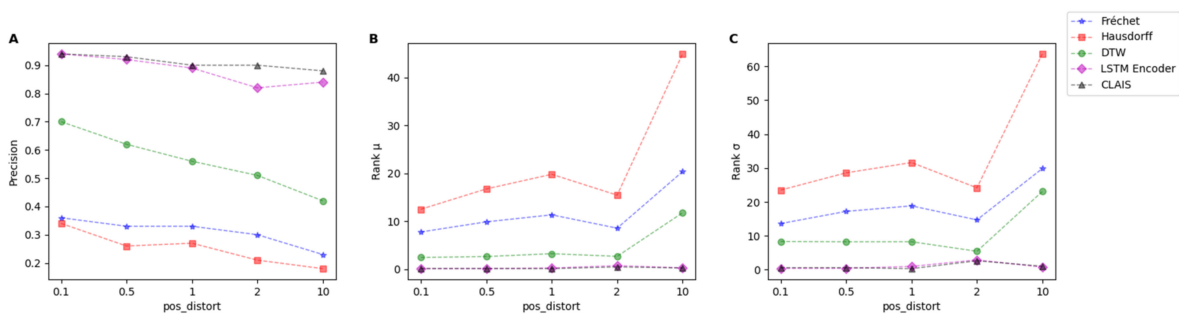 Fréchet
Hausdorff
DTW
LSTM Encoder
CLAIS
A
Precision
0.9
0.8
0.7
0.6
0.5
0.4
0.3
0.2
0.1 0.5 1 2 10
pos_distort
B
Rank μ
40
30
20
10
0
0.1 0.5 1 2 10
pos_distort
C
Rank σ
60
50
40
30
20
10
0
0.1 0.5 1 2 10
pos_distort